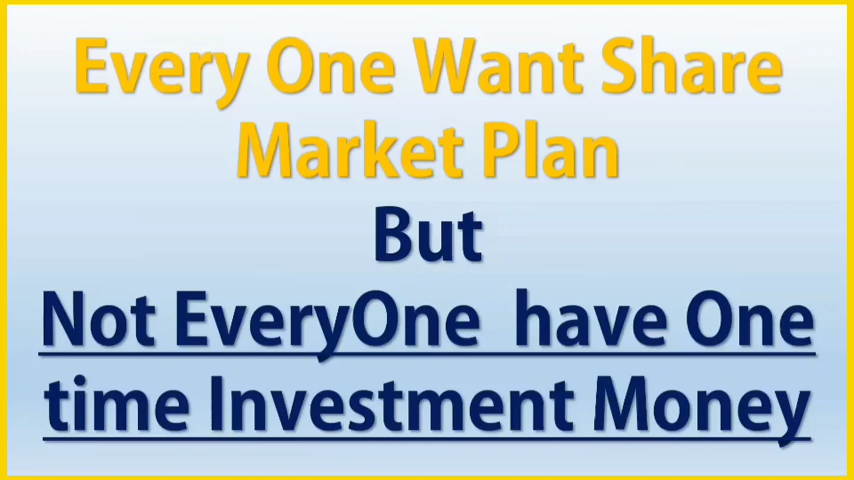 Every One Want Share
Market Plan
But
Not EveryOne have One
time Investment Money